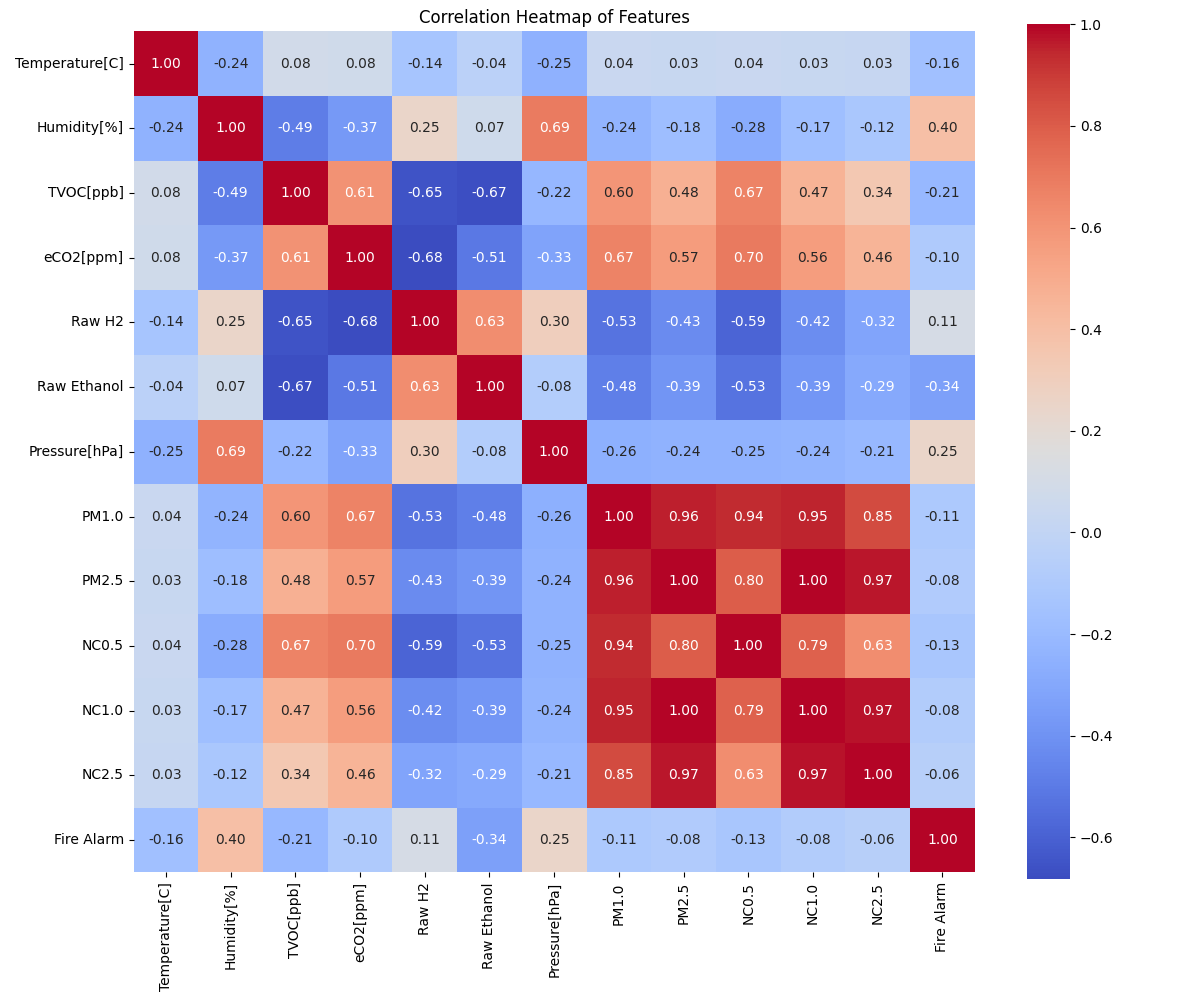 Correlation Heatmap of Features
Temperature[C] 1.00 -0.24 0.08 0.08 -0.14 -0.04 -0.25 0.04 0.03 0.04 0.03 0.03 -0.16
Humidity[%] -0.24 1.00 -0.49 -0.37 0.25 0.07 0.69 -0.24 -0.18 -0.28 -0.17 -0.12 0.40
TVOC[ppb] 0.08 -0.49 1.00 0.61 -0.65 -0.67 -0.22 0.60 0.48 0.67 0.47 0.34 -0.21
eCO2[ppm] 0.08 -0.37 0.61 1.00 -0.68 -0.51 -0.33 0.67 0.57 0.70 0.56 0.46 -0.10
Raw H2 -0.14 0.25 -0.65 -0.68 1.00 0.63 0.30 -0.53 -0.43 -0.59 -0.42 -0.32 0.11
Raw Ethanol -0.04 0.07 -0.67 -0.51 0.63 1.00 -0.08 -0.48 -0.39 -0.53 -0.39 -0.29 -0.34
Pressure[hPa] -0.25 0.69 -0.22 -0.33 0.30 -0.08 1.00 -0.26 -0.24 -0.25 -0.24 -0.21 0.25
PM1.0 0.04 -0.24 0.60 0.67 -0.53 -0.48 -0.26 1.00 0.96 0.94 0.95 0.85 -0.11
PM2.5 0.03 -0.18 0.48 0.57 -0.43 -0.39 -0.24 0.96 1.00 0.80 1.00 0.97 -0.08
NC0.5 0.04 -0.28 0.67 0.70 -0.59 -0.53 -0.25 0.94 0.80 1.00 0.79 0.63 -0.13
NC1.0 0.03 -0.17 0.47 0.56 -0.42 -0.39 -0.24 0.95 1.00 0.79 1.00 0.97 -0.08
NC2.5 0.03 -0.12 0.34 0.46 -0.32 -0.29 -0.21 0.85 0.97 0.63 0.97 1.00 -0.06
Fire Alarm -0.16 0.40 -0.21 -0.10 0.11 -0.34 0.25 -0.11 -0.08 -0.13 -0.08 -0.06 1.00
Temperature[C]
Humidity[%]
TVOC[ppb]
eCO2[ppm]
Raw H2
Raw Ethanol
Pressure[hPa]
PM1.0
PM2.5
NC0.5
NC1.0
NC2.5
Fire Alarm
1.0
0.8
0.6
0.4
0.2
0.0
−0.2
−0.4
−0.6